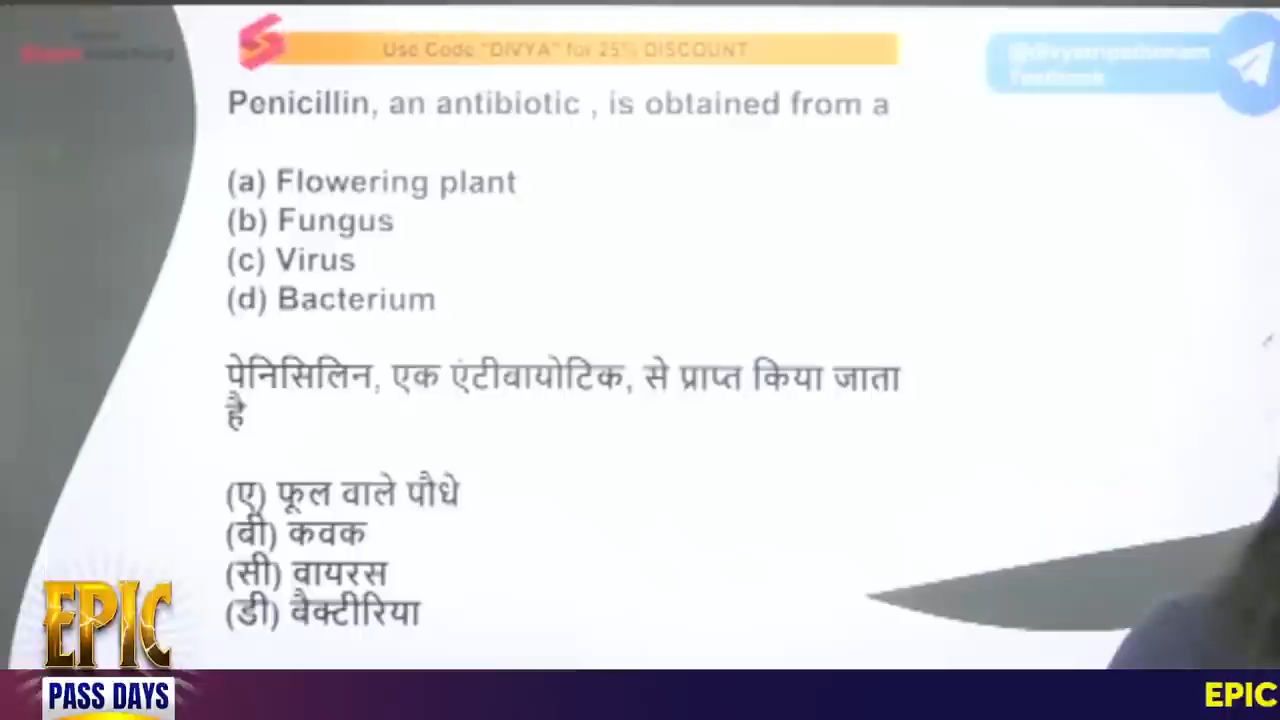 Use Code "DIVYA" for 25% DISCOUNT
Penicillin, an antibiotic , is obtained from a
(a) Flowering plant
(b) Fungus
(c) Virus
(d) Bacterium
पेनिसिलिन, एक एंटीवायोटिक, से प्राप्त किया जाता
है
(ए) फूल वाले पौधे
(बी) कवक
(सी) वायरस
(डी) बैक्टीरिया
EPIC
PASS DAYS
EPIC